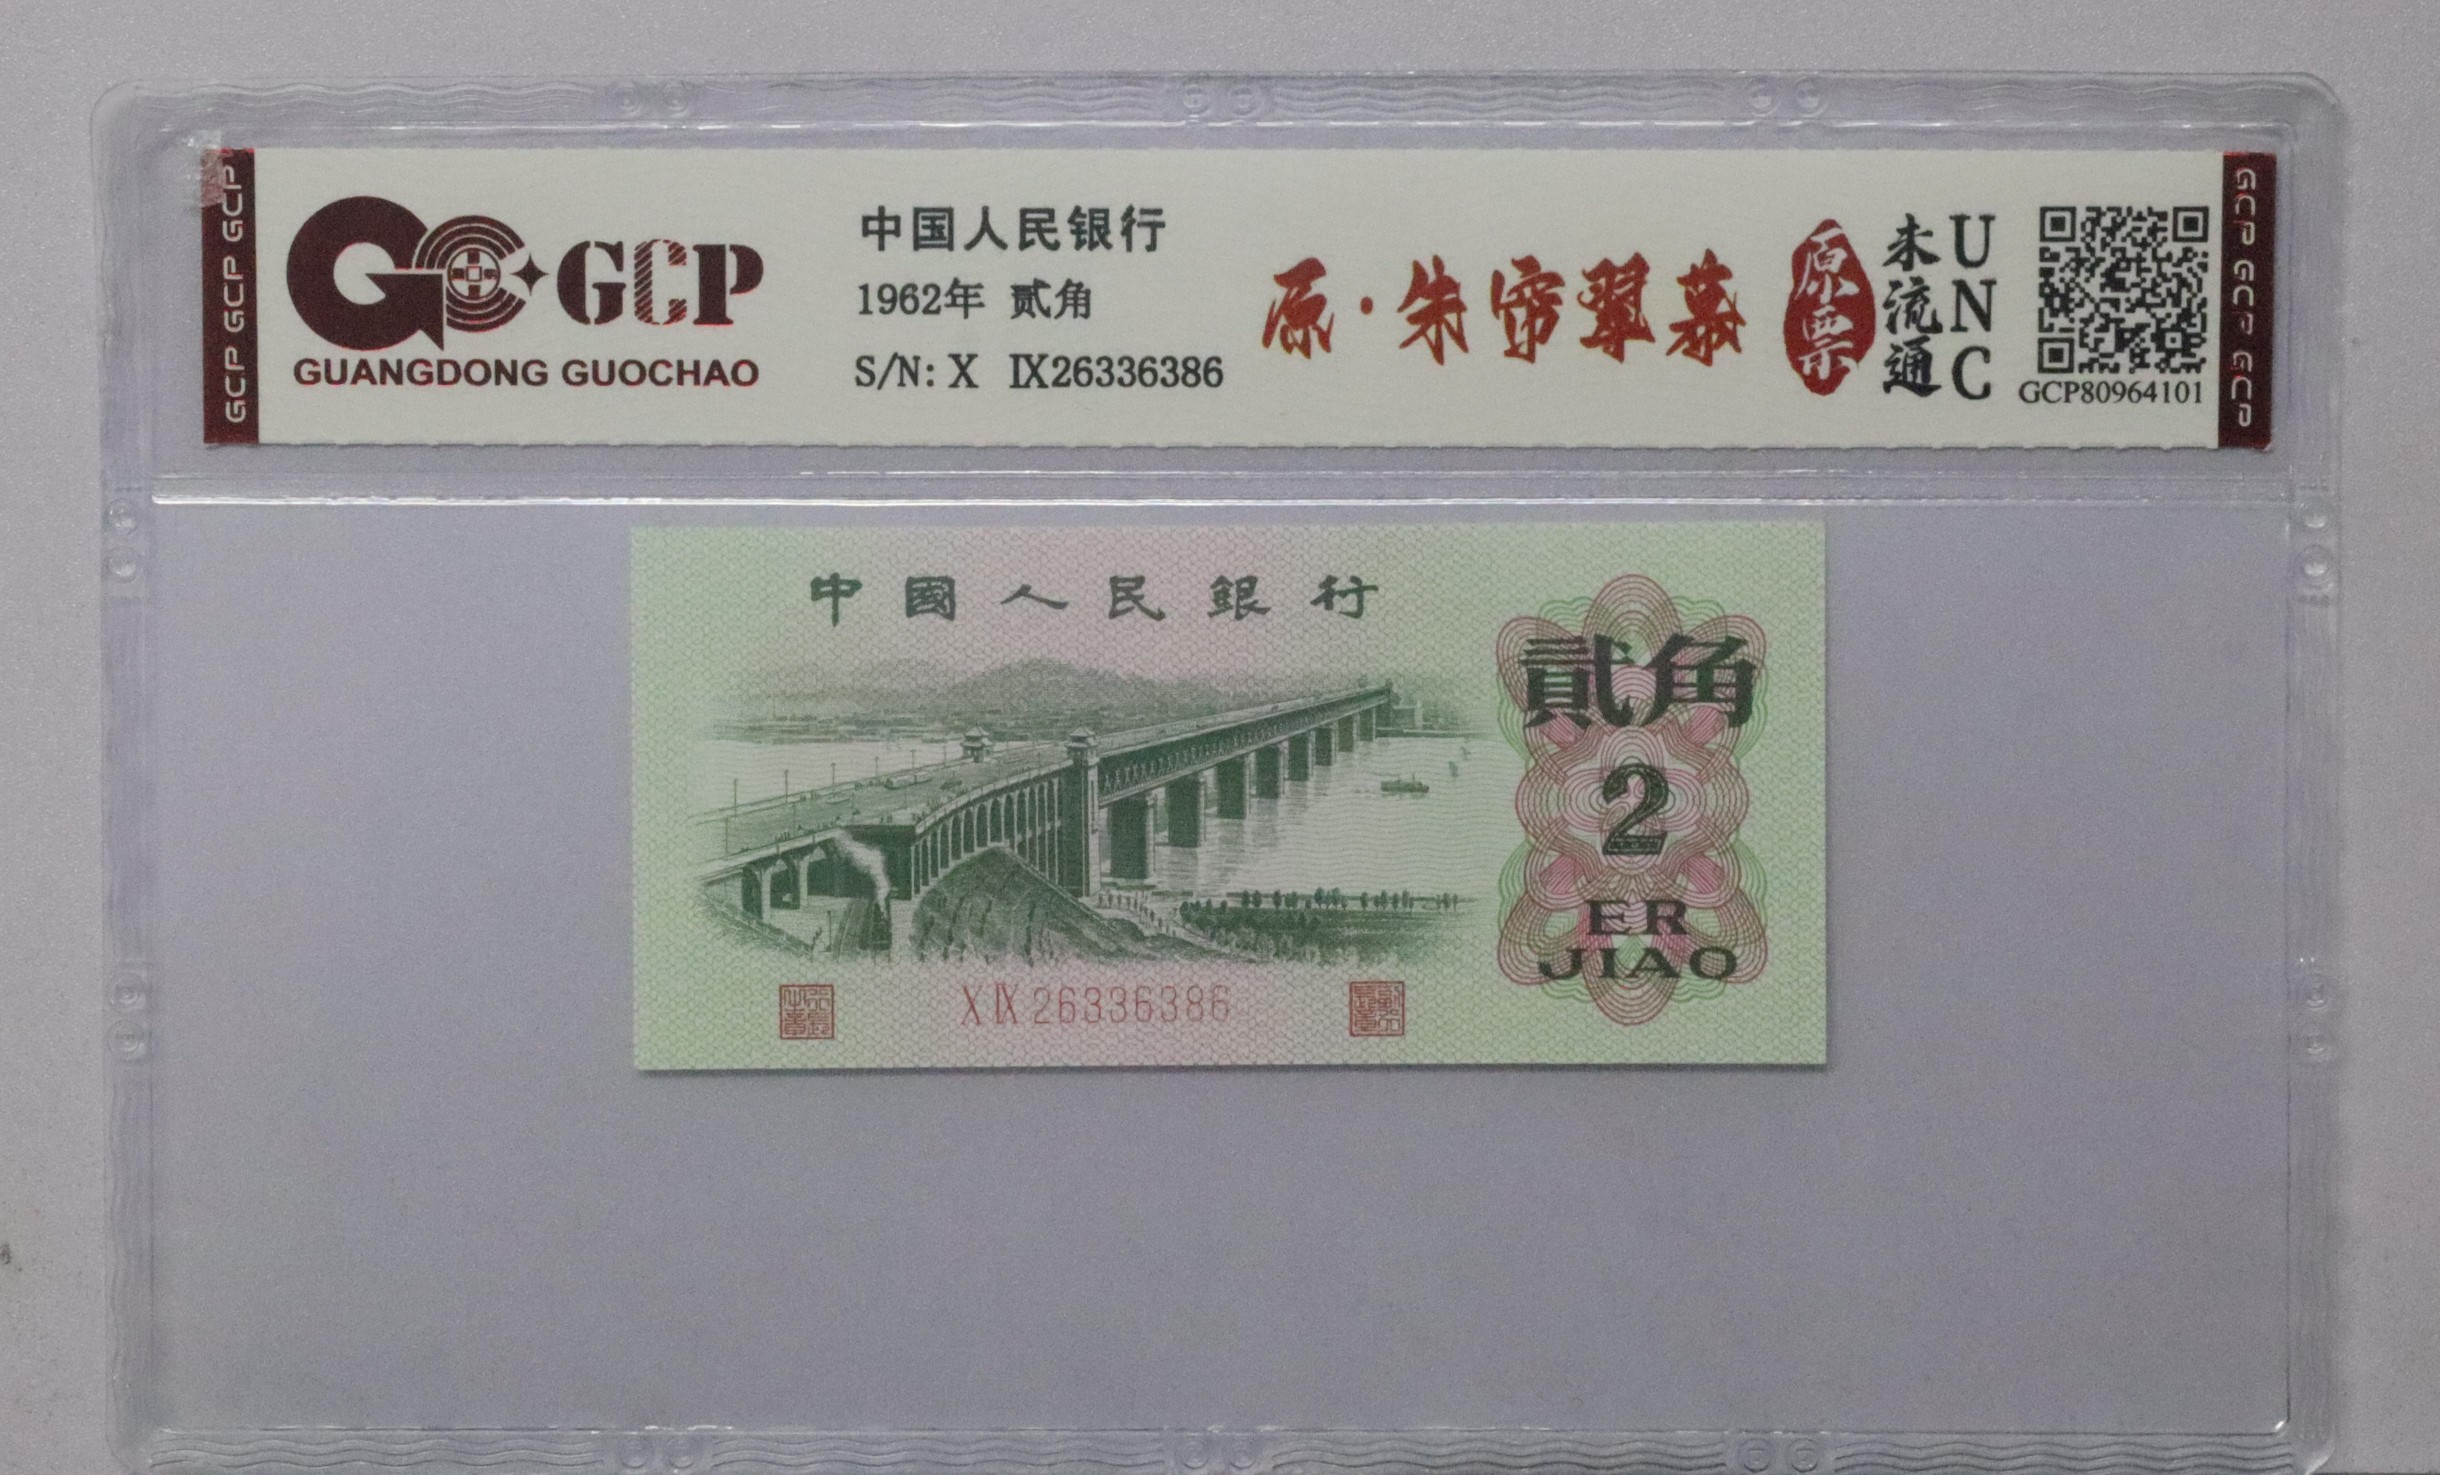 GCP GCP GCP
GCP
GUANGDONG GUOCHAO
中国人民银行
1962年 贰角
S/N: X IX26336386
原·朱帘翠幕
原票
未流通
UNC
GCP80964101
GCP GCP GCP
中國人民銀行
貳角
2
ER
JIAO
X IX 26336386